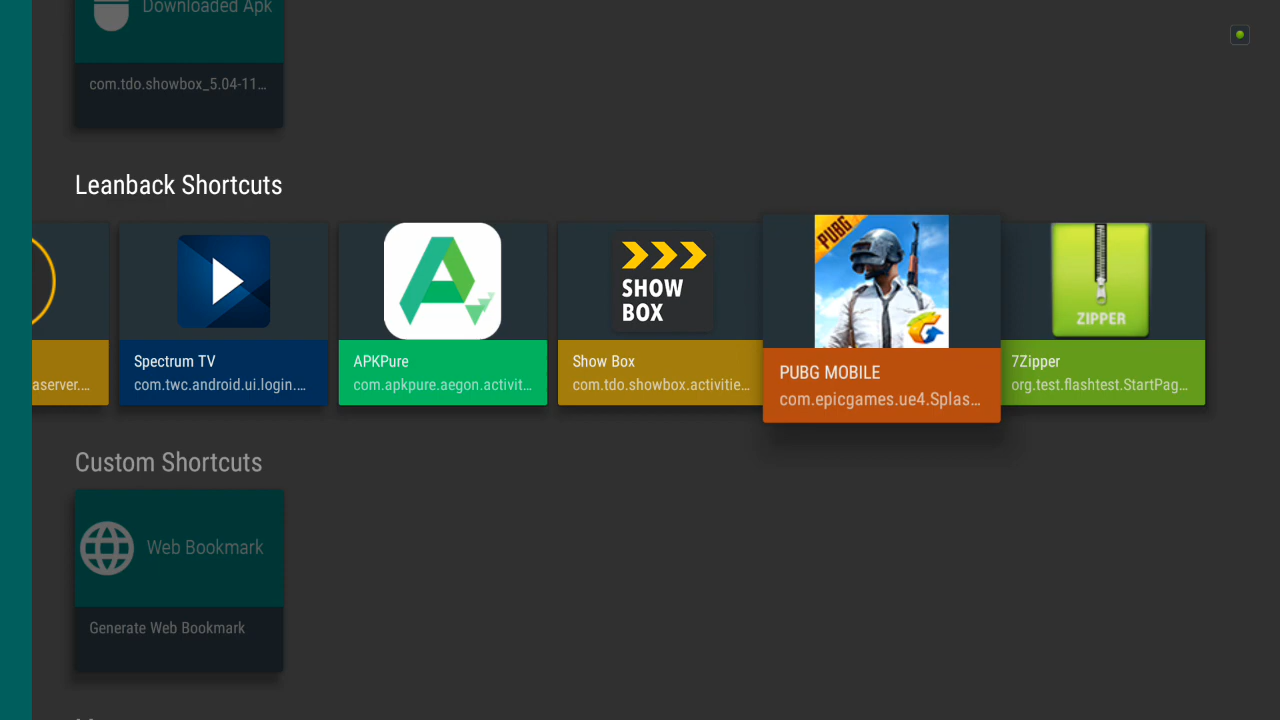 Downloaded Apk
com.tdo.showbox_5.04-11...
Leanback Shortcuts
PUBG
SHOW
BOX
ZIPPER
aserver....
Spectrum TV
com.twc.android.ui.login....
APKPure
com.apkpure.aegon.activit...
Show Box
com.tdo.showbox.activitie...
PUBG MOBILE
com.epicgames.ue4.Splas...
7Zipper
org.test.flashtest.StartPag...
Custom Shortcuts
Web Bookmark
Generate Web Bookmark